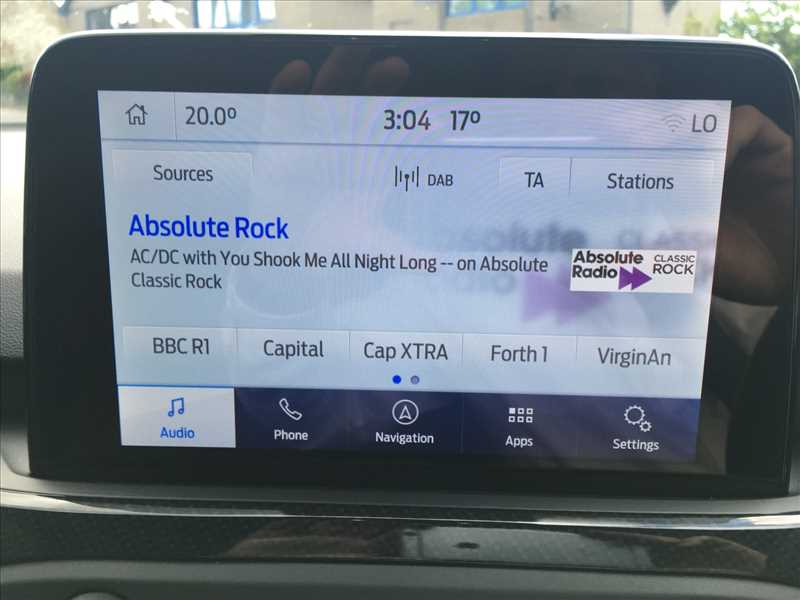 20.0° 3:04 17° LO
Sources DAB TA Stations
Absolute Rock
AC/DC with You Shook Me All Night Long -- on Absolute
Classic Rock
Absolute
Radio
CLASSIC
ROCK
BBC R1 Capital Cap XTRA Forth 1 VirginAn
Audio Phone Navigation Apps Settings